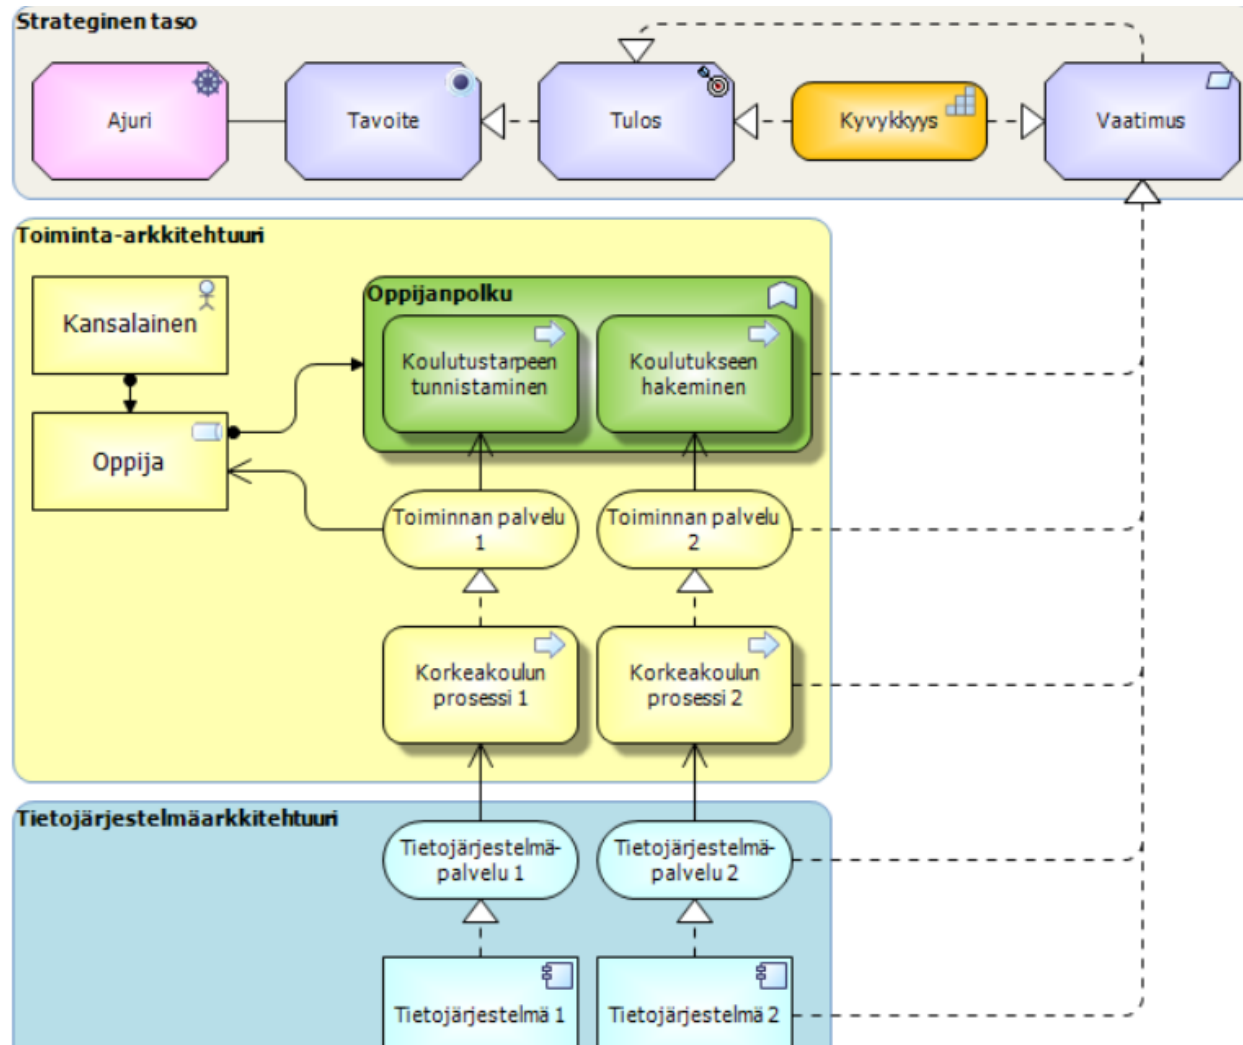 Strateginen taso
Ajuri
Tavoite
Tulos
Kyvykkyys
Vaatimus
Toiminta-arkkitehtuuri
Kansalainen
Oppija
Oppijanpolku
Koulutustarpeen
tunnistaminen
Koulutukseen
hakeminen
Toiminnan palvelu
1
Toiminnan palvelu
2
Korkeakoulun
prosessi 1
Korkeakoulun
prosessi 2
Tietojärjestelmäarkkitehtuuri
Tietojärjestelmä-
palvelu 1
Tietojärjestelmä-
palvelu 2
Tietojärjestelmä 1
Tietojärjestelmä 2